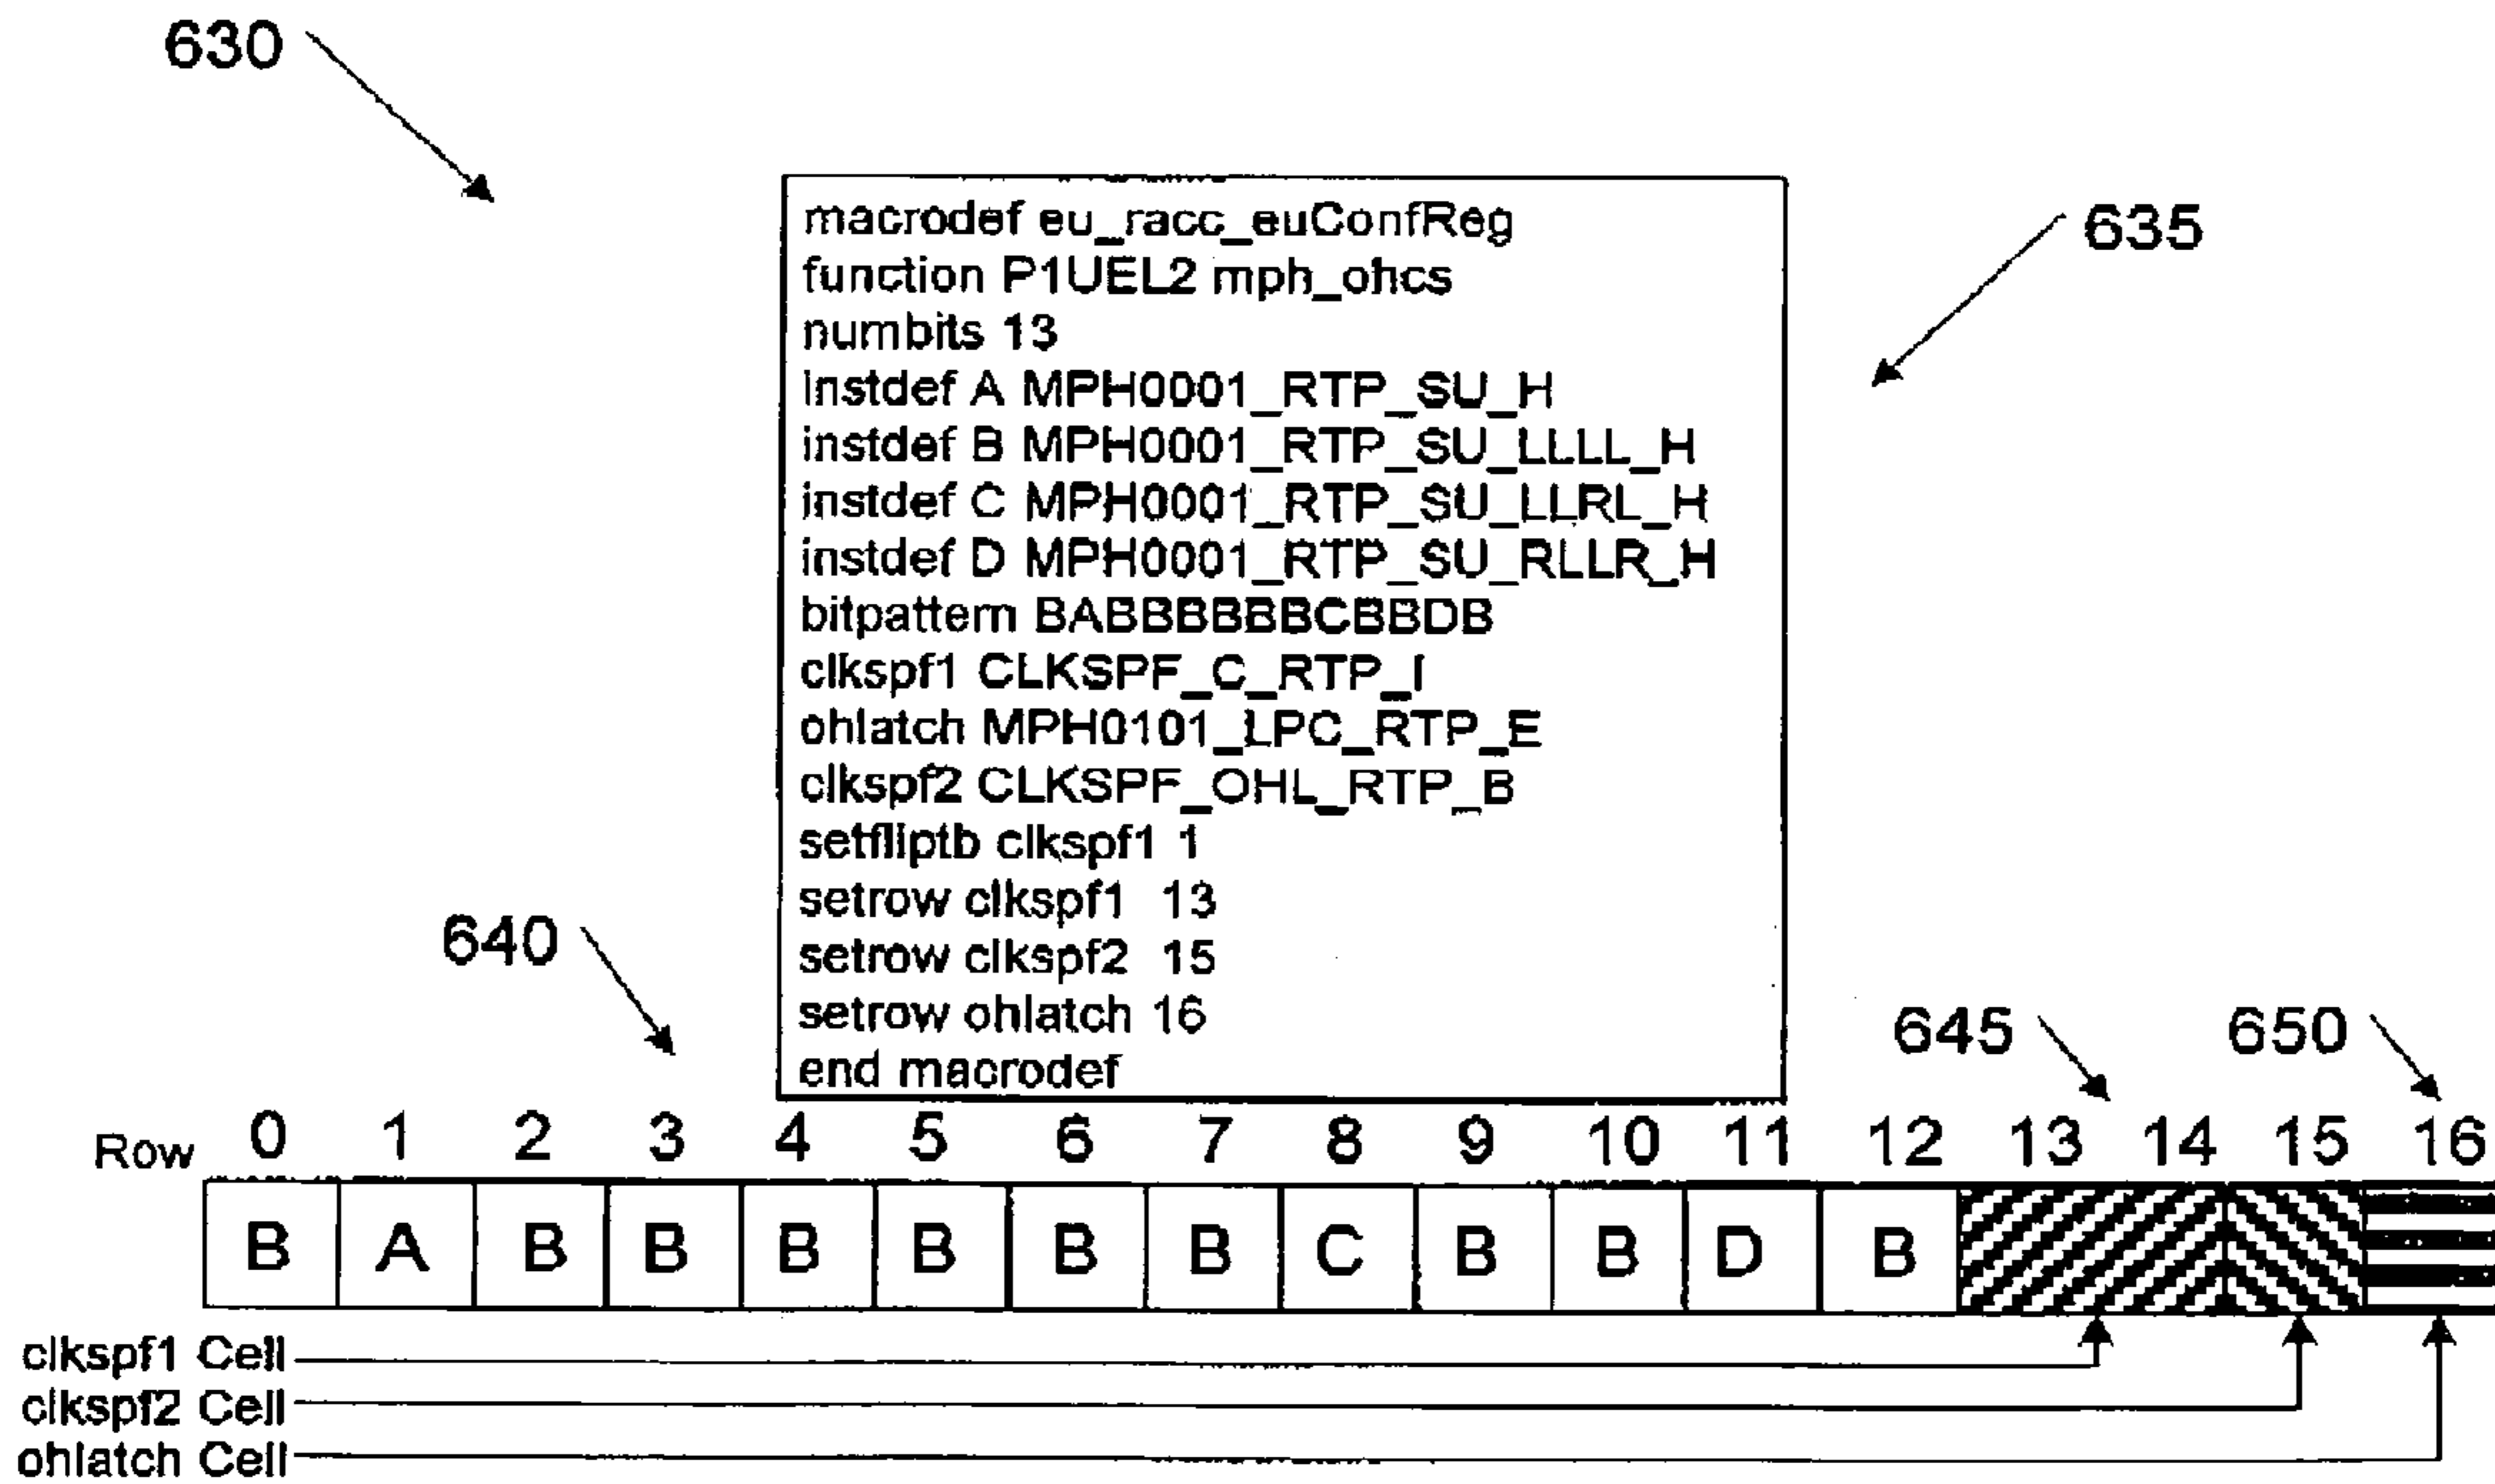 630
macrodef eu_racc_euConfReg
function P1UEL2 mph_ohcs
numbits 13
instdef A MPH0001_RTP_SU_H
instdef B MPH0001_RTP_SU_LLLL_H
instdef C MPH0001_RTP_SU_LLRL_H
instdef D MPH0001_RTP_SU_RLLR_H
bitpattern BABBBBBBCBBDB
clkspf1 CLKSPF_C_RTP_I
ohlatch MPH0101_LPC_RTP_E
clkspf2 CLKSPF_OHL_RTP_B
setfliptb clkspf1 1
setrow clkspf1 13
setrow clkspf2 15
setrow ohlatch 16
end macrodef
635
640
645
650
Row 0 1 2 3 4 5 6 7 8 9 10 11 12 13 14 15 16
B A B B B B B B C B B D B
clkspf1 Cell
clkspf2 Cell
ohlatch Cell